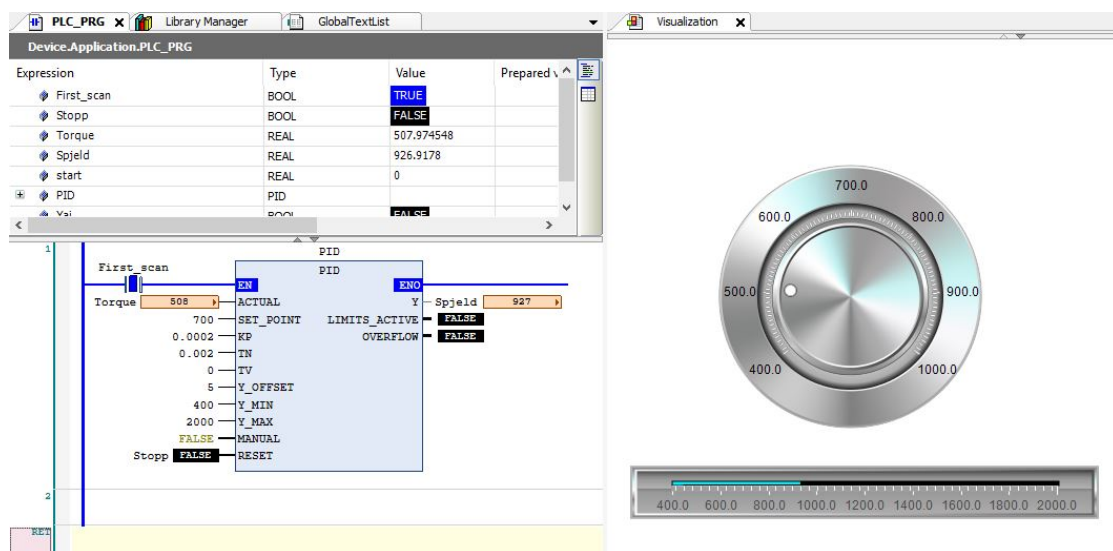 PLC_PRG Library Manager GlobalTextList
Device.Application.PLC_PRG
Expression Type Value Prepared
First_scan BOOL TRUE
Stopp BOOL FALSE
Torque REAL 507.974548
Spjeld REAL 926.9178
start REAL 0
PID PID
BOOL FALSE
1
PID
First_scan PID
EN ENO
Torque 508 ACTUAL Y Spjeld 927
700 SET_POINT LIMITS_ACTIVE FALSE
0.0002 KP OVERFLOW FALSE
0.002 TN
0 TV
5 Y_OFFSET
400 Y_MIN
2000 Y_MAX
FALSE MANUAL
Stopp FALSE RESET
2
RET
Visualization
700.0
600.0 800.0
500.0 900.0
400.0 1000.0
400.0 600.0 800.0 1000.0 1200.0 1400.0 1600.0 1800.0 2000.0